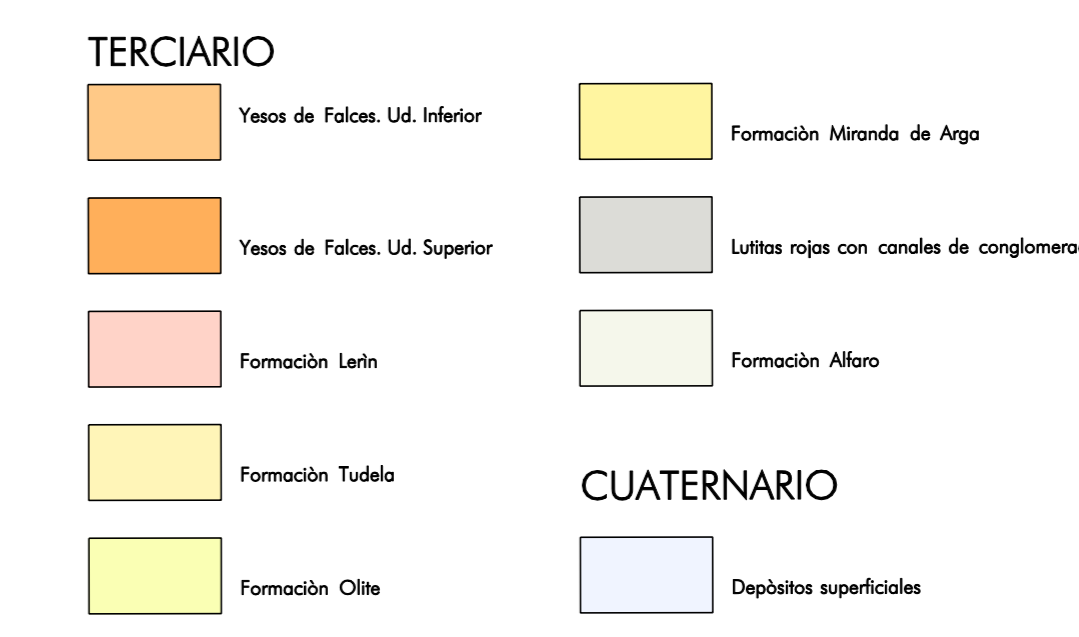 TERCIARIO
Yesos de Falces. Ud. Inferior
Yesos de Falces. Ud. Superior
Formaciòn Lerìn
Formaciòn Tudela
Formaciòn Olite
Formaciòn Miranda de Arga
Lutitas rojas con canales de
Formaciòn Alfaro
CUATERNARIO
Depòsitos superficiales